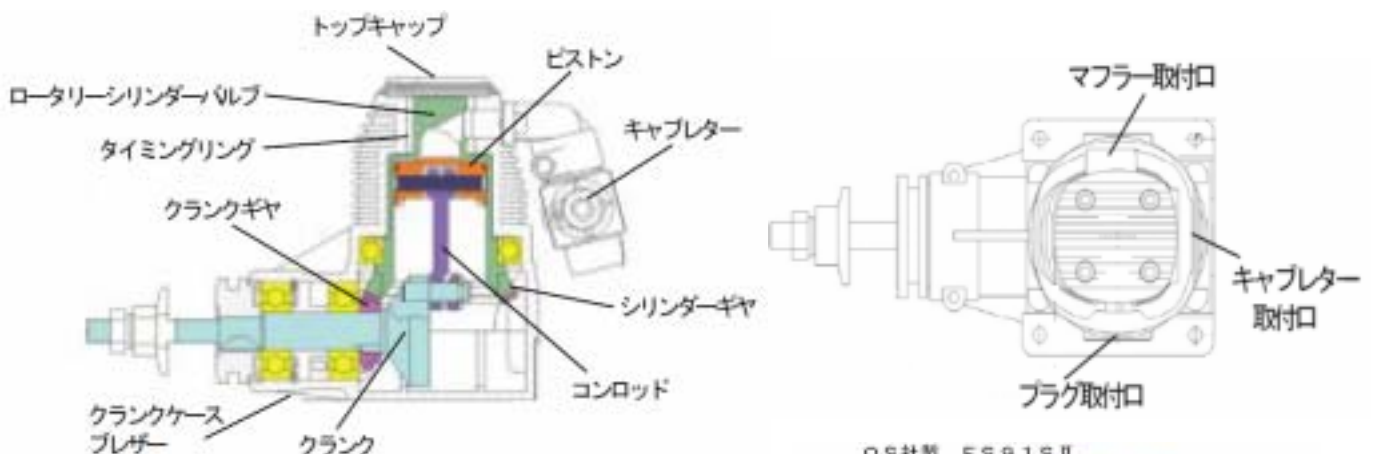 トップキャップ
ピストン
ロータリーシリンダーバルブ
タイミングリング
キャブレター
クランクギヤ
シリンダーギヤ
コンロッド
クランクケース
ブレザー
クランク
マフラー取付口
キャブレター
取付口
プラグ取付口